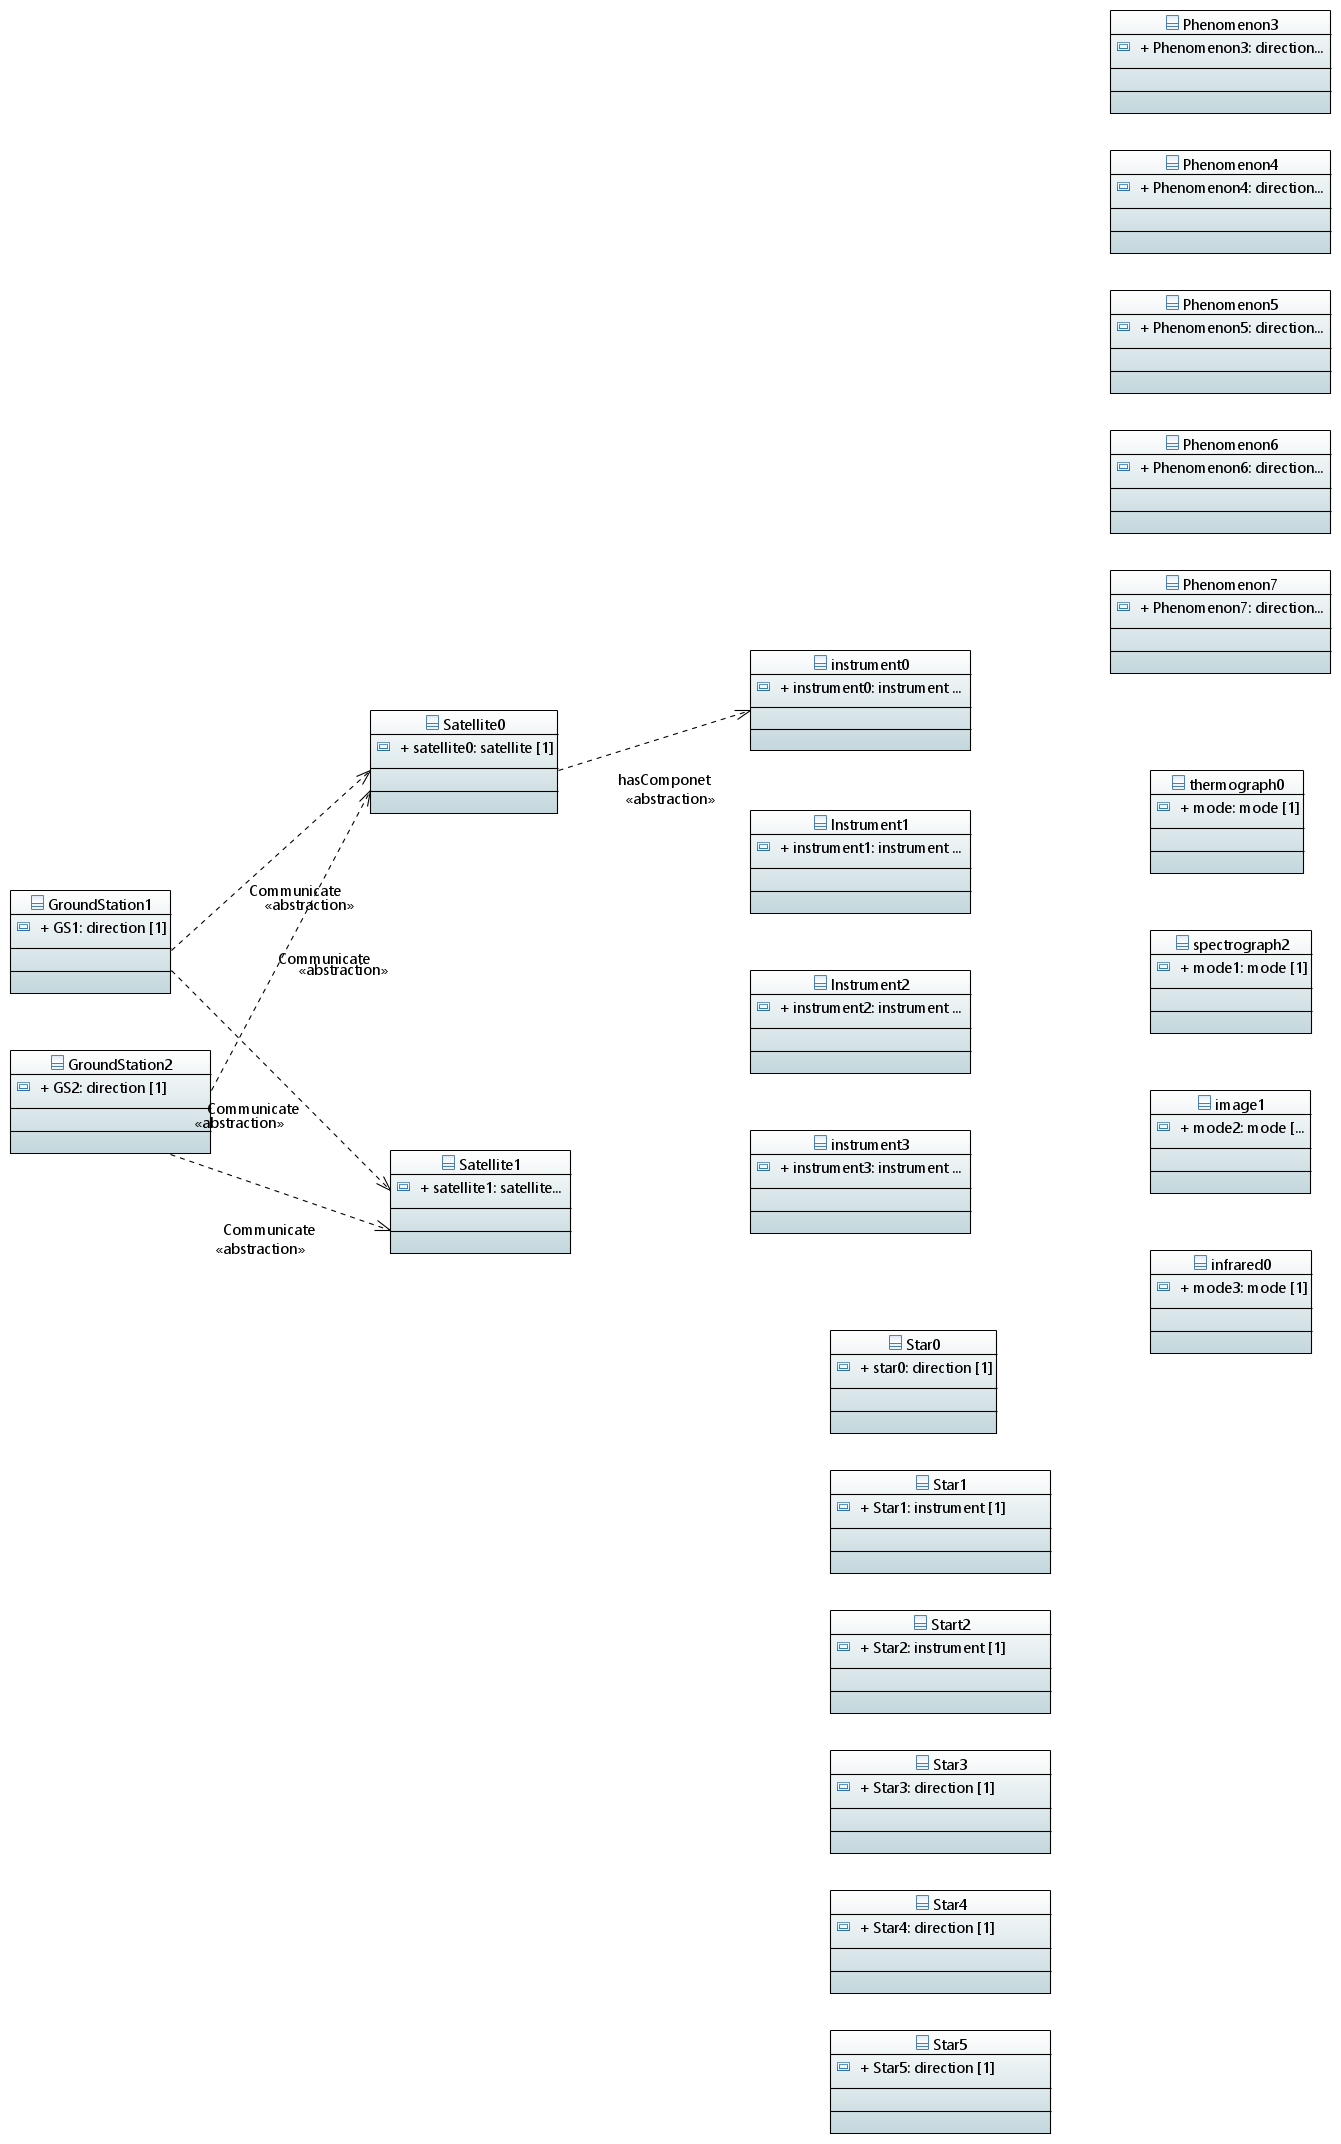 Phenomenon3
+ Phenomenon3: direction...
Phenomenon4
+ Phenomenon4: direction...
Phenomenon5
+ Phenomenon5: direction...
Phenomenon6
+ Phenomenon6: direction...
Phenomenon7
+ Phenomenon7: direction...
instrument0
+ instrument0: instrument ...
Satellite0
+ satellite0: satellite [1]
hasComponet
«abstraction»
thermograph0
+ mode: mode [1]
Instrument1
+ instrument1: instrument ...
Communicate
«abstraction»
GroundStation1
+ GS1: direction [1]
spectrograph2
+ mode1: mode [1]
Communicate
«abstraction»
Instrument2
+ instrument2: instrument ...
GroundStation2
+ GS2: direction [1]
Communicate
«abstraction»
image1
+ mode2: mode [...
instrument3
+ instrument3: instrument ...
Satellite1
+ satellite1: satellite...
Communicate
«abstraction»
infrared0
+ mode3: mode [1]
Star0
+ star0: direction [1]
Star1
+ Star1: instrument [1]
Start2
+ Star2: instrument [1]
Star3
+ Star3: direction [1]
Star4
+ Star4: direction [1]
Star5
+ Star5: direction [1]